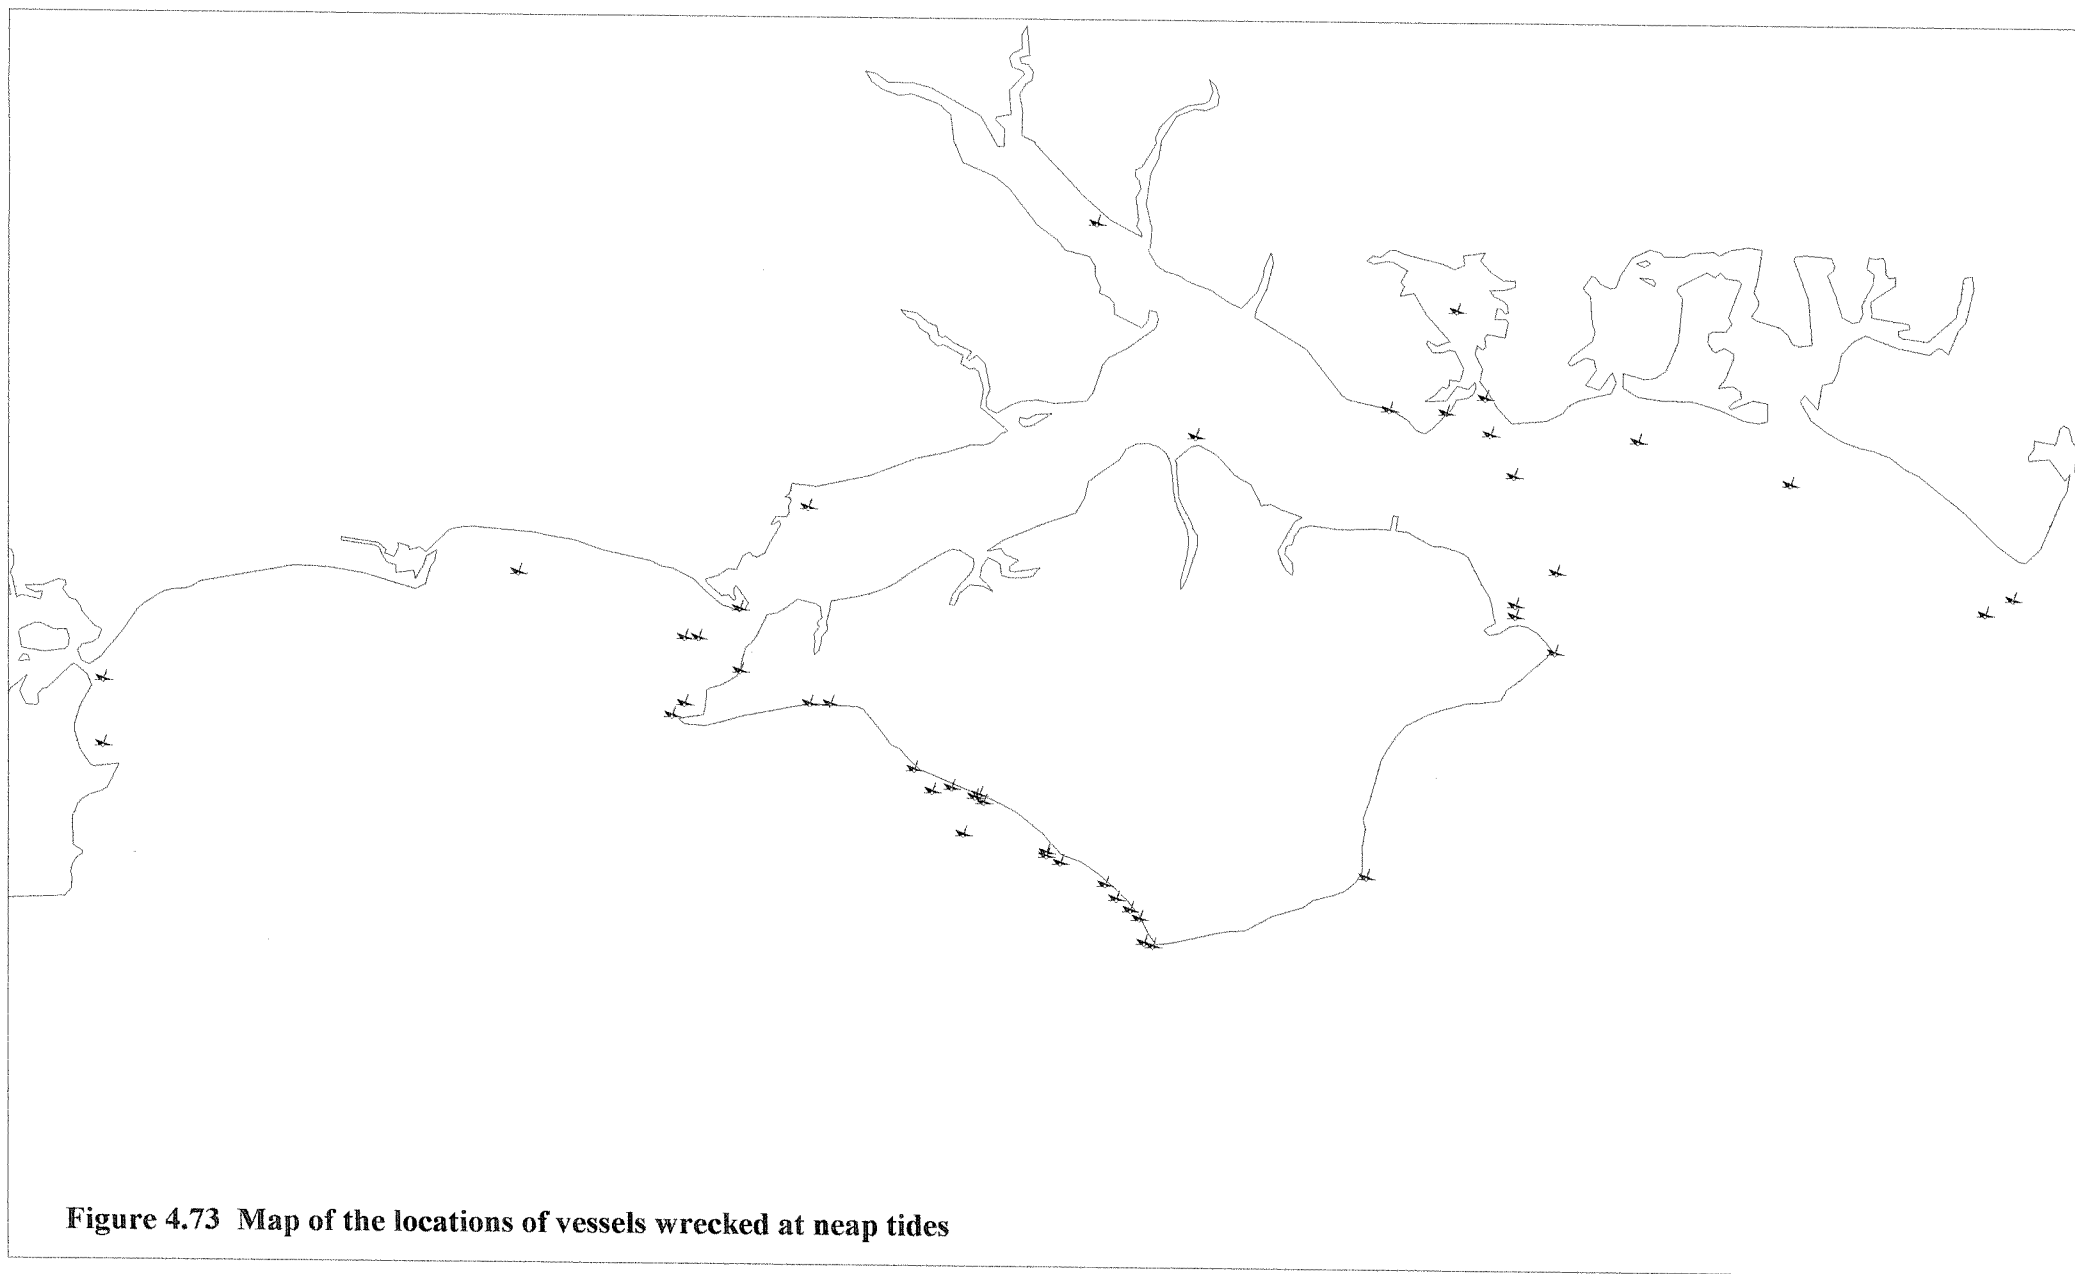 Figure 4.73 Map of the locations of vessels wrecked at neap tides